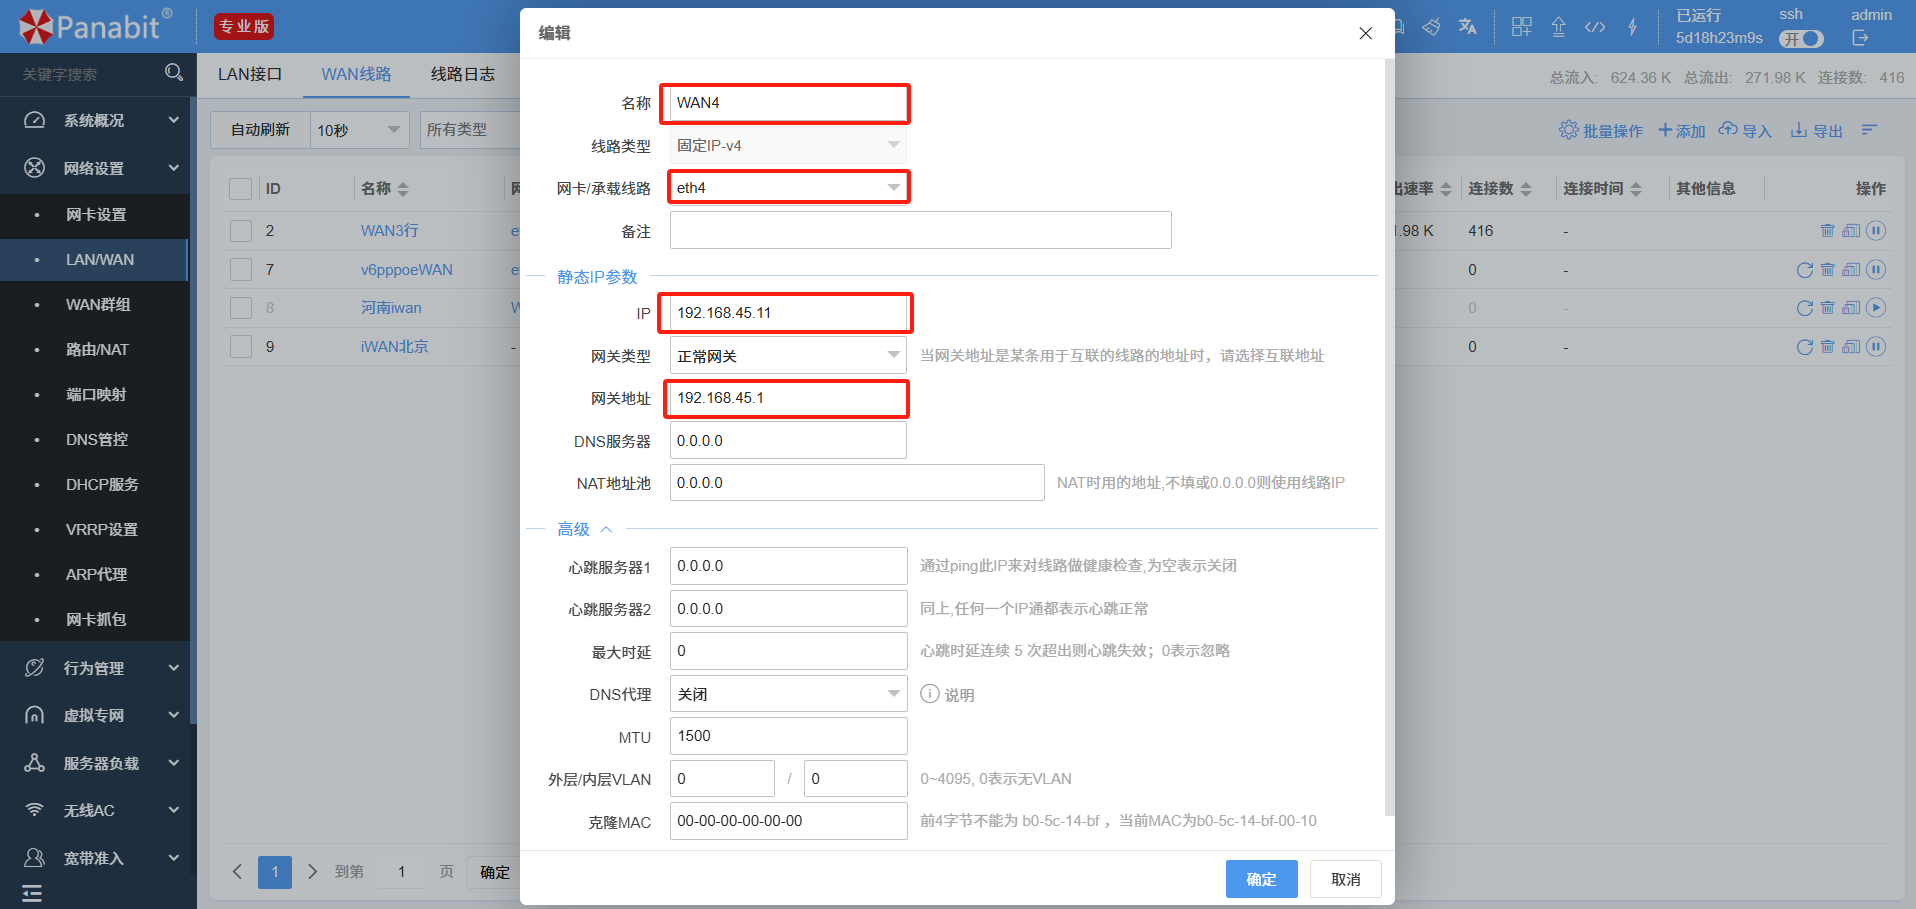 Panabit®
专业版
已运行
5d18h23m9s
ssh
开
admin
关键字搜索
系统概况
网络设置
网卡设置
LAN/WAN
WAN群组
路由/NAT
端口映射
DNS管控
DHCP服务
VRRP设置
ARP代理
网卡抓包
行为管理
虚拟专网
服务器负载
无线AC
宽带准入
LAN接口
WAN线路
线路日志
总流入: 624.36 K 总流出: 271.98 K 连接数: 416
自动刷新
10秒
所有类型
批量操作
添加
导入
导出
ID 名称
出速率 连接数 连接时间 其他信息 操作
2 WAN3行 .98 K 416 -
7 v6pppoeWAN 0 -
8 河南iwan 0 -
9 iWAN北京 - 0 -
1 到第 1 页 确定
编辑
名称 WAN4
线路类型 固定IP-v4
网卡/承载线路 eth4
备注
静态IP参数
IP 192.168.45.11
网关类型 正常网关 当网关地址是某条用于互联的线路的地址时，请选择互联地址
网关地址 192.168.45.1
DNS服务器 0.0.0.0
NAT地址池 0.0.0.0 NAT时用的地址,不填或0.0.0.0则使用线路IP
高级
心跳服务器1 0.0.0.0 通过ping此IP来对线路做健康检查,为空表示关闭
心跳服务器2 0.0.0.0 同上,任何一个IP通都表示心跳正常
最大时延 0 心跳时延连续 5 次超出则心跳失效；0表示忽略
DNS代理 关闭 说明
MTU 1500
外层/内层VLAN 0 / 0 0~4095, 0表示无VLAN
克隆MAC 00-00-00-00-00-00 前4字节不能为 b0-5c-14-bf ，当前MAC为b0-5c-14-bf-00-10
确定 取消